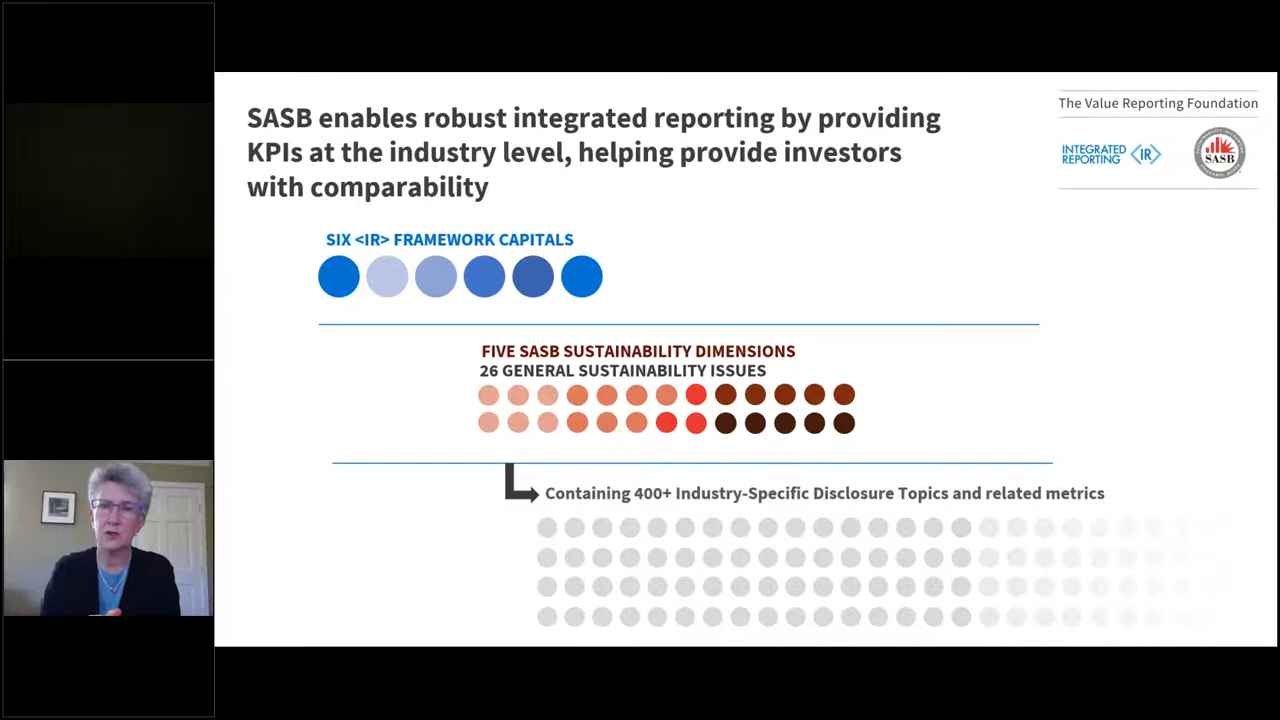 SASB enables robust integrated reporting by providing
KPIs at the industry level, helping provide investors
with comparability
The Value Reporting Foundation
INTEGRATED
REPORTING
<IR>
SASB
SIX <IR> FRAMEWORK CAPITALS
FIVE SASB SUSTAINABILITY DIMENSIONS
26 GENERAL SUSTAINABILITY ISSUES
Containing 400+ Industry-Specific Disclosure Topics and related metrics